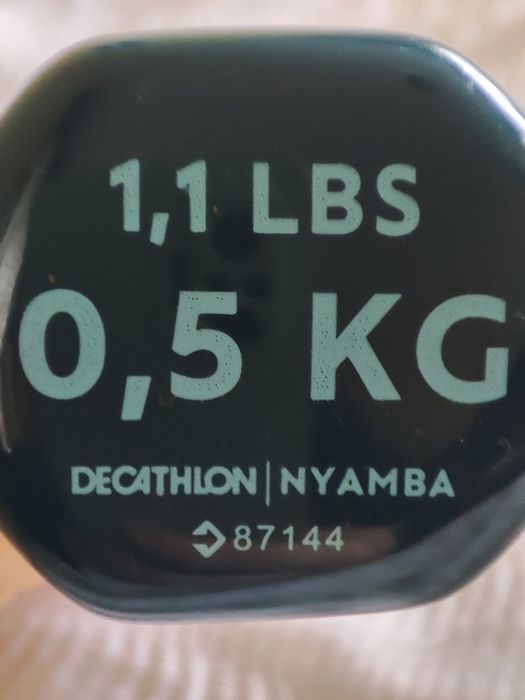 1,1 LBS
0,5 KG
DECATHLON | NYAMBA
87144